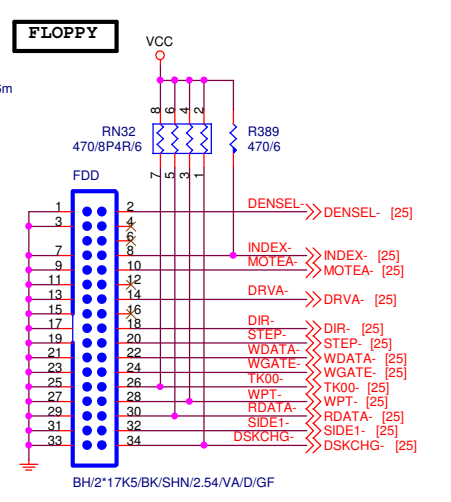 FLOPPY
VCC
6m
8 6 4 2
RN32
470/8P4R/6
R389
470/6
7 5 3 1
FDD
1 2 DENSEL- DENSEL- [25]
3 4
6
7 8 INDEX- INDEX- [25]
9 10 MOTEA- MOTEA- [25]
11 12
13 14 DRVA- DRVA- [25]
15 16
17 18 DIR- DIR- [25]
19 20 STEP- STEP- [25]
21 22 WDATA- WDATA- [25]
23 24 WGATE- WGATE- [25]
25 26 TK00- TK00- [25]
27 28 WPT- WPT- [25]
29 30 RDATA- RDATA- [25]
31 32 SIDE1- SIDE1- [25]
33 34 DSKCHG- DSKCHG- [25]
BH/2*17K5/BK/SHN/2.54/VA/D/GF